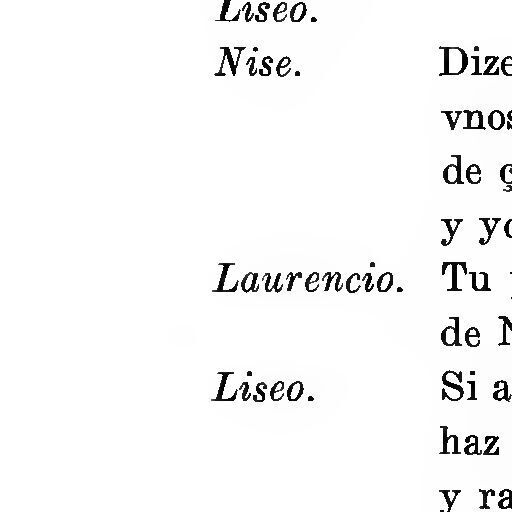 Liseo.
Nise. Dize
vnos
de ç
y yo
Laurencio. Tu
de N
Liseo. Si a
haz
y ra